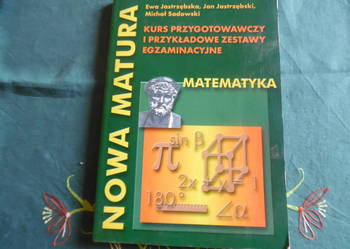 Ewa Jastrzębska, Jan Jastrzębski,
Michał Sadowski
KURS PRZYGOTOWAWCZY
I PRZYKŁADOWE ZESTAWY
EGZAMINACYJNE
NOWA MATURA
MATEMATYKA
sin β
π
2x
= 1
180°
∠α